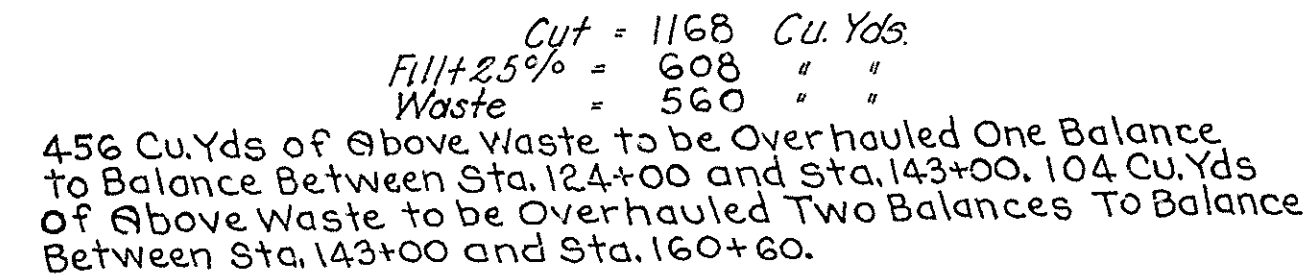 Cut = 1168 Cu. Yds.
Fill+25% = 608 " "
Waste = 560 " "
456 Cu.Yds of Above Waste to be Overhauled One Balance
to Balance Between Sta. 124+00 and Sta. 143+00. 104 Cu.Yds
of Above Waste to be Overhauled Two Balances To Balance
Between Sta. 143+00 and Sta. 160+60.